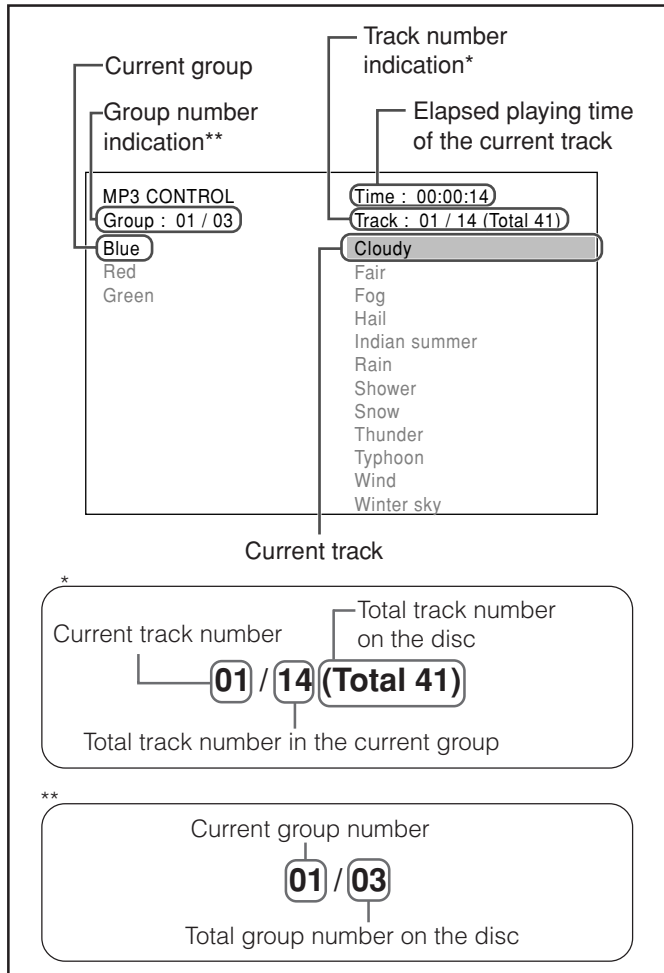 Track number
indication*
Current group
Group number
indication**
Elapsed playing time
of the current track
MP3 CONTROL
Time : 00:00:14
Group : 01 / 03
Track : 01 / 14 (Total 41)
Blue
Red
Green
Cloudy
Fair
Fog
Hail
Indian summer
Rain
Shower
Snow
Thunder
Typhoon
Wind
Winter sky
Current track
*
Total track number
on the disc
Current track number
01 / 14 (Total 41)
Total track number in the current group
**
Current group number
01 / 03
Total group number on the disc